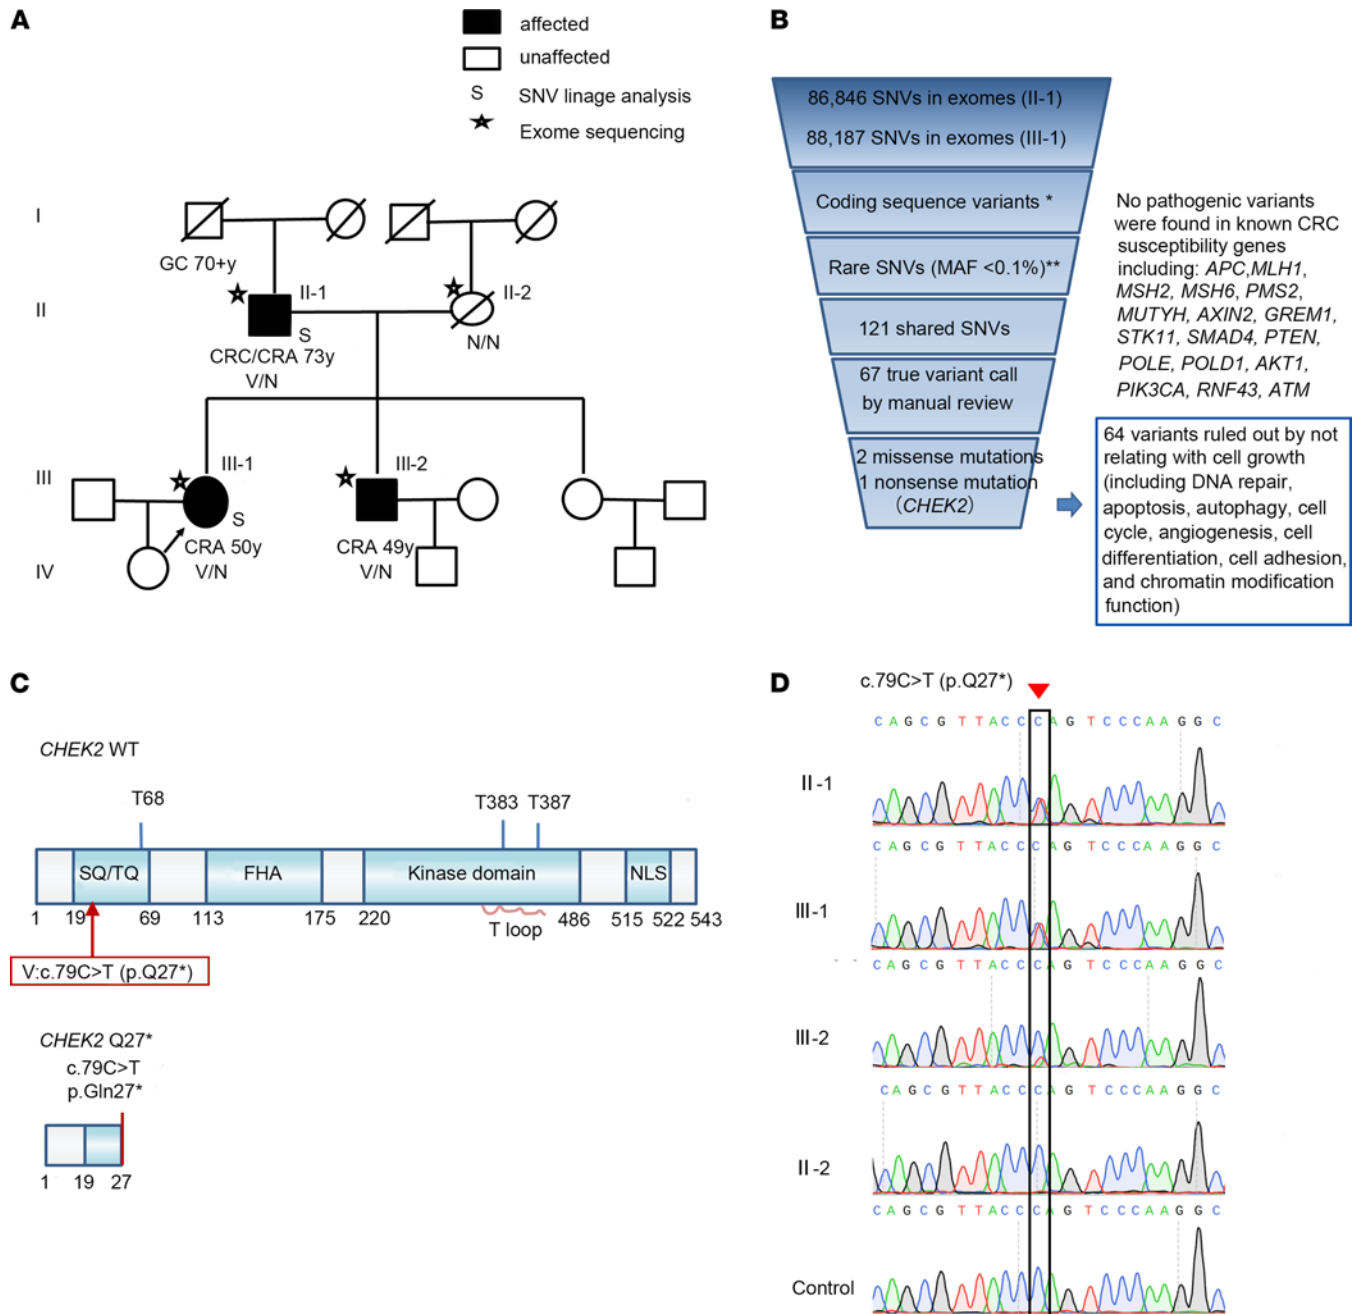 A
affected
unaffected
S SNV linage analysis
Exome sequencing
I
GC 70+y
II
II-1
II-2
S
N/N
CRC/CRA 73y
V/N
III
III-1
III-2
S
CRA 50y
V/N
CRA 49y
V/N
IV
B
86,846 SNVs in exomes (II-1)
88,187 SNVs in exomes (III-1)
Coding sequence variants *
Rare SNVs (MAF <0.1%)**
121 shared SNVs
67 true variant call
by manual review
2 missense mutations
1 nonsense mutation
(CHEK2)
No pathogenic variants
were found in known CRC
susceptibility genes
including: APC,MLH1,
MSH2, MSH6, PMS2,
MUTYH, AXIN2, GREM1,
STK11, SMAD4, PTEN,
POLE, POLD1, AKT1,
PIK3CA, RNF43, ATM
64 variants ruled out by not
relating with cell growth
(including DNA repair,
apoptosis, autophagy, cell
cycle, angiogenesis, cell
differentiation, cell adhesion,
and chromatin modification
function)
C
CHEK2 WT
T68
T383 T387
SQ/TQ FHA Kinase domain NLS
1 19 69 113 175 220 486 515 522 543
T loop
V:c.79C>T (p.Q27*)
CHEK2 Q27*
c.79C>T
p.Gln27*
1 19 27
D
c.79C>T (p.Q27*)
C A G C G T T A C C C A G T C C C A A G G C
II-1
C A G C G T T A C C C A G T C C C A A G G C
III-1
C A G C G T T A C C C A G T C C C A A G G C
III-2
C A G C G T T A C C C A G T C C C A A G G C
II-2
C A G C G T T A C C C A G T C C C A A G G C
Control